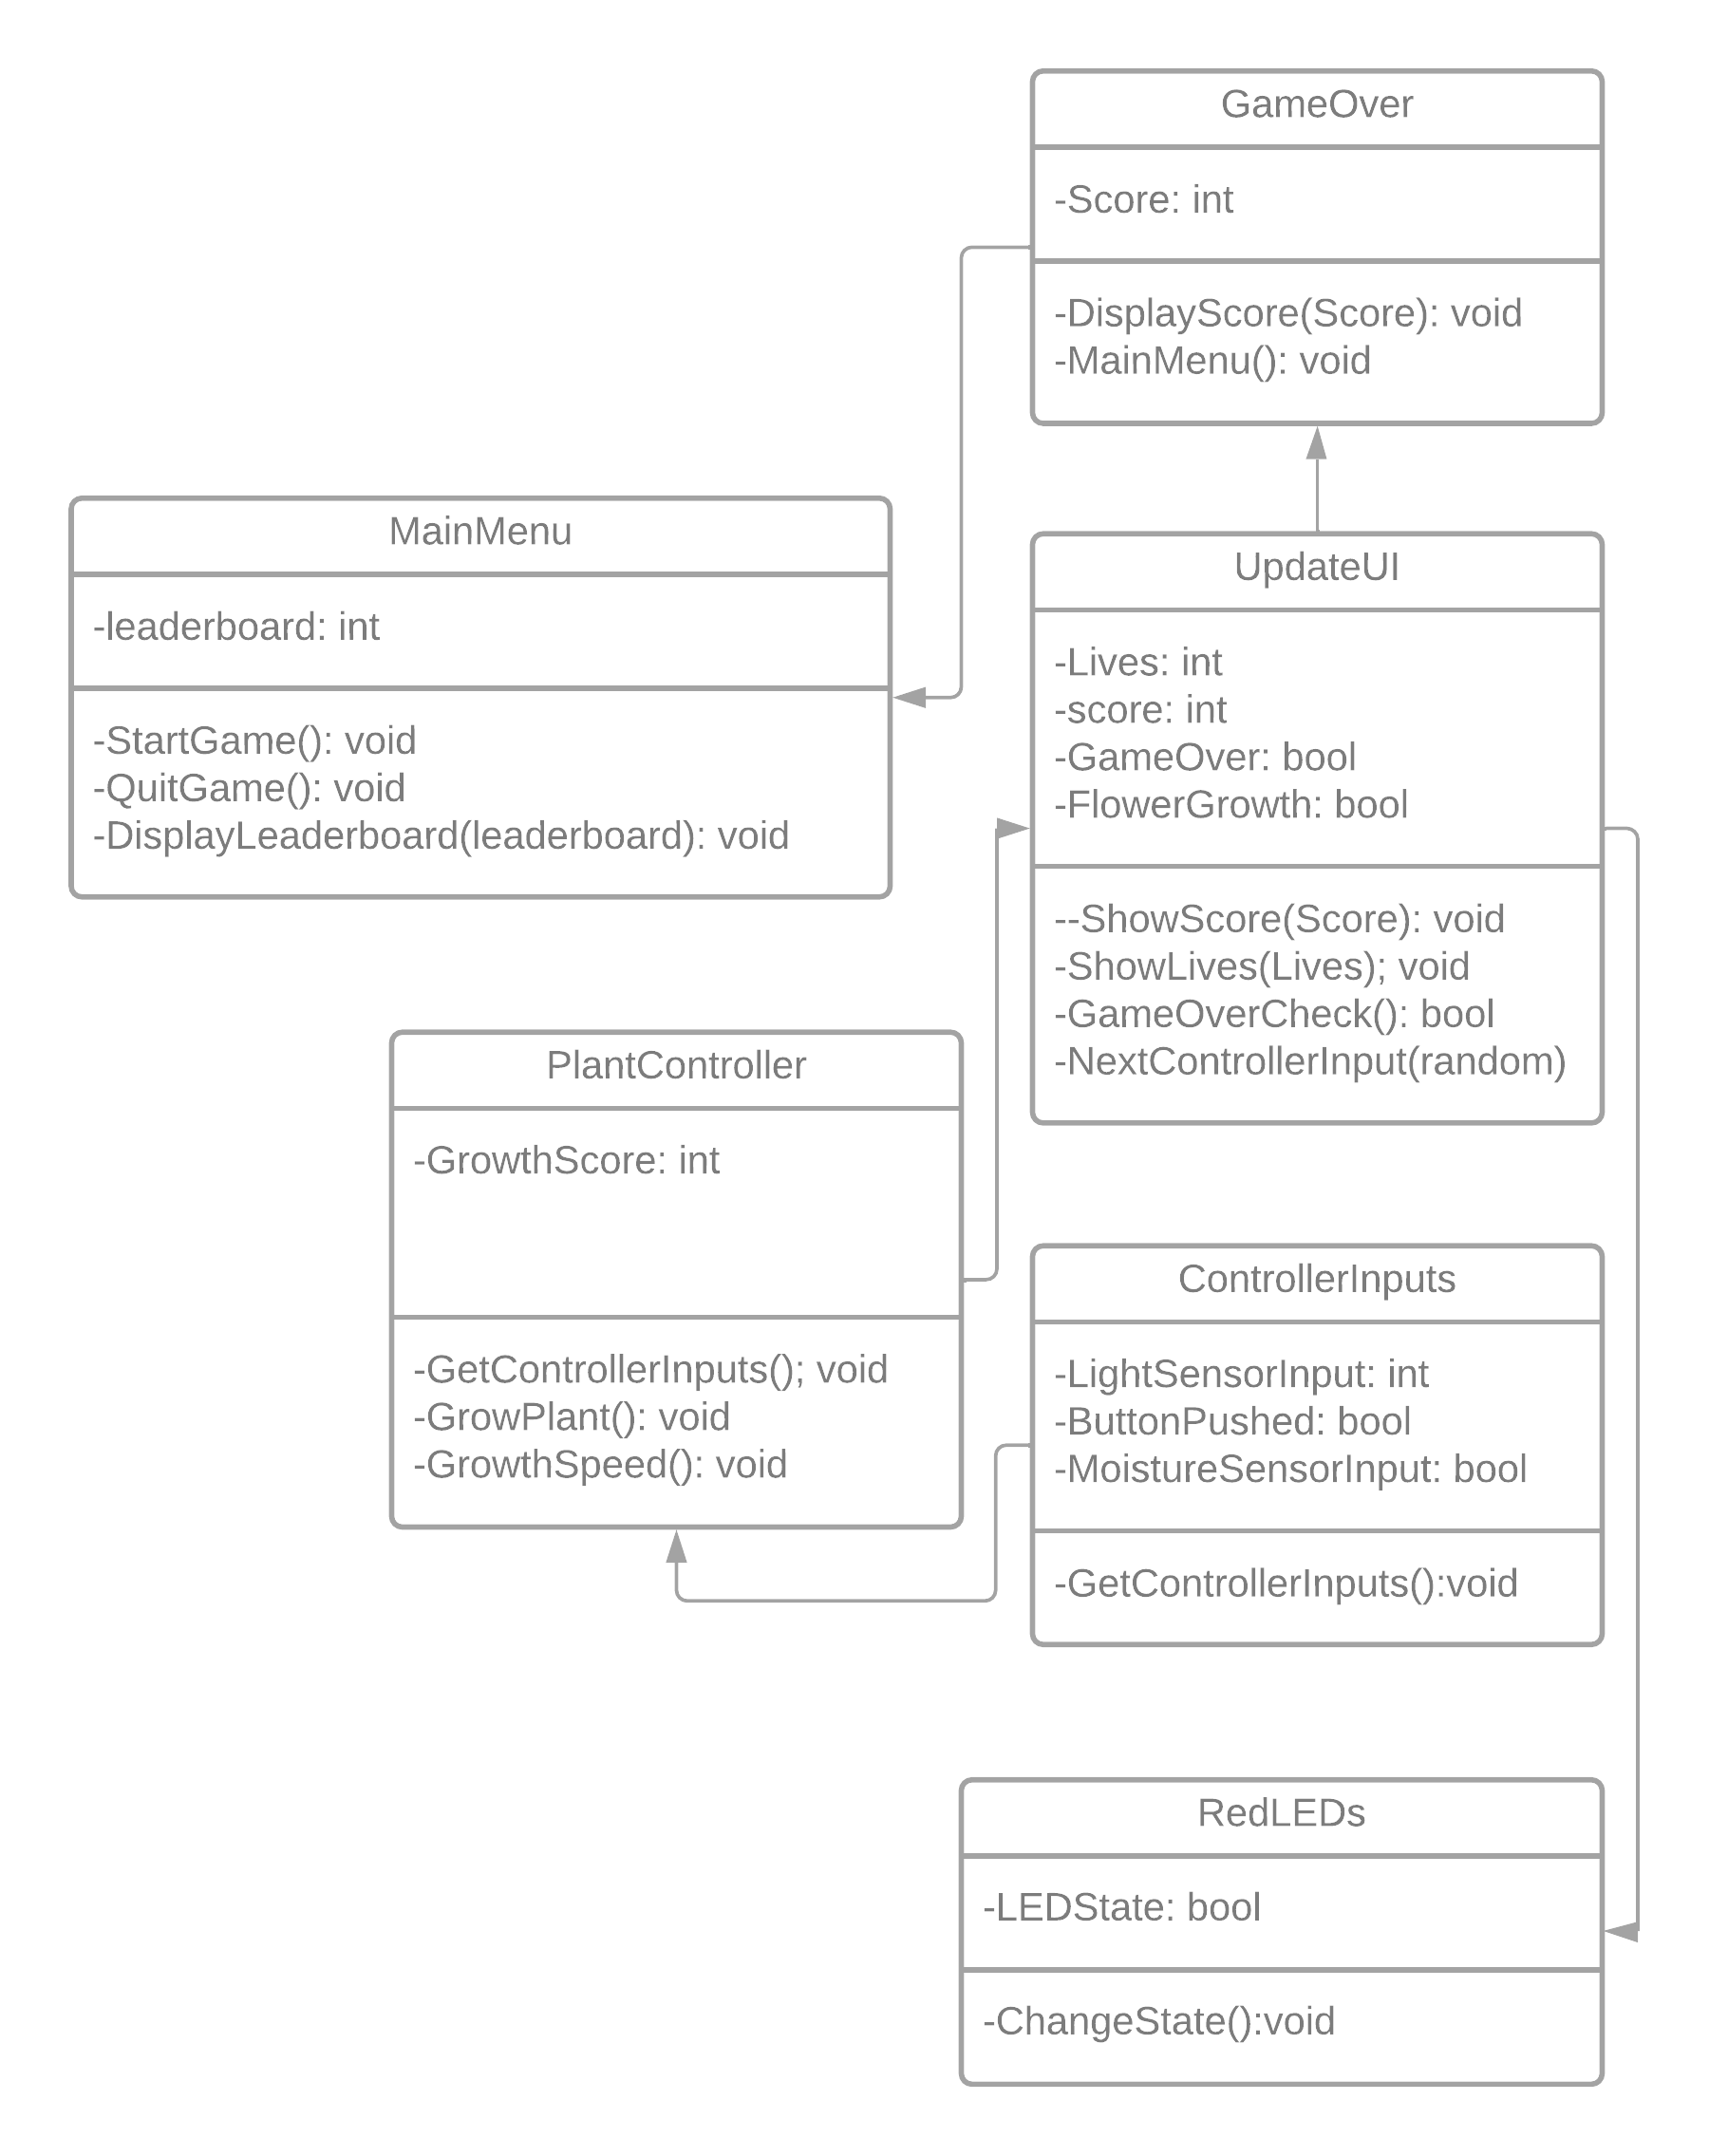 GameOver
-Score: int
-DisplayScore(Score): void
-MainMenu(): void
MainMenu
-leaderboard: int
-StartGame(): void
-QuitGame(): void
-DisplayLeaderboard(leaderboard): void
UpdateUI
-Lives: int
-score: int
-GameOver: bool
-FlowerGrowth: bool
--ShowScore(Score): void
-ShowLives(Lives); void
-GameOverCheck(): bool
-NextControllerInput(random)
PlantController
-GrowthScore: int
-GetControllerInputs(); void
-GrowPlant(): void
-GrowthSpeed(): void
ControllerInputs
-LightSensorInput: int
-ButtonPushed: bool
-MoistureSensorInput: bool
-GetControllerInputs():void
RedLEDs
-LEDState: bool
-ChangeState():void